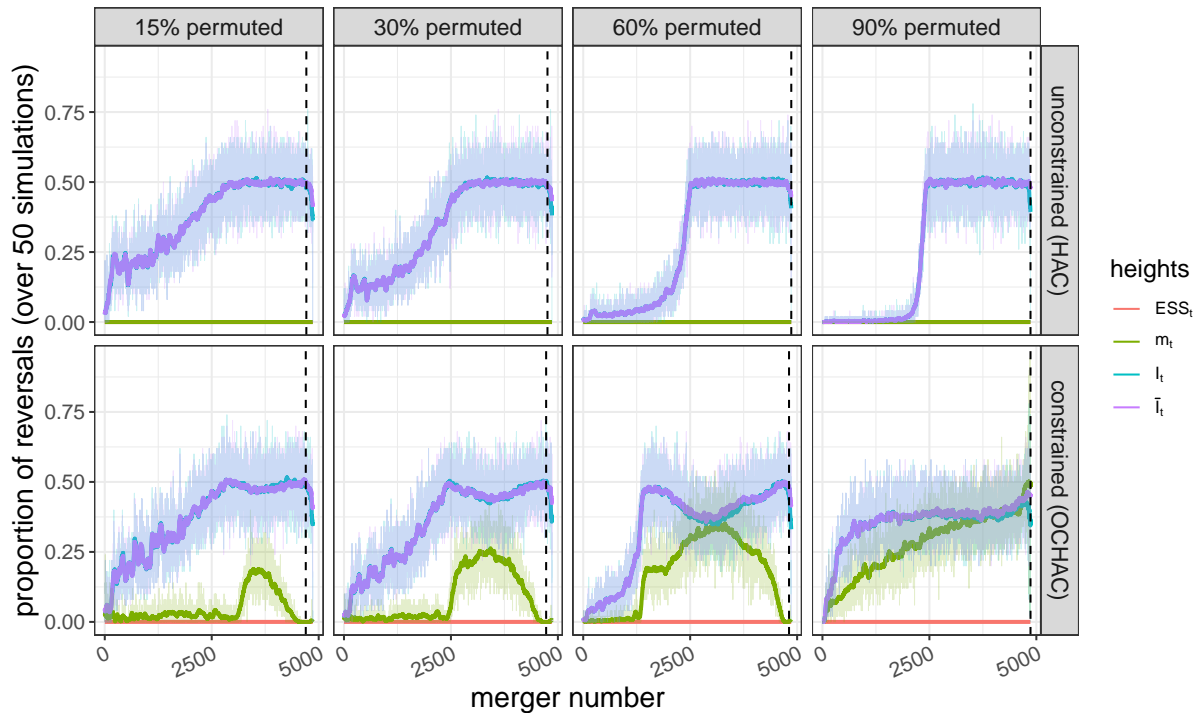 15% permuted
30% permuted
60% permuted
90% permuted
proportion of reversals (over 50 simulations)
0.75
0.50
0.25
0.00
unconstrained (HAC)
0.75
0.50
0.25
0.00
constrained (OCHAC)
0 2500 5000
0 2500 5000
0 2500 5000
0 2500 5000
merger number
heights
ESSₜ
mₜ
Iₜ
Īₜ